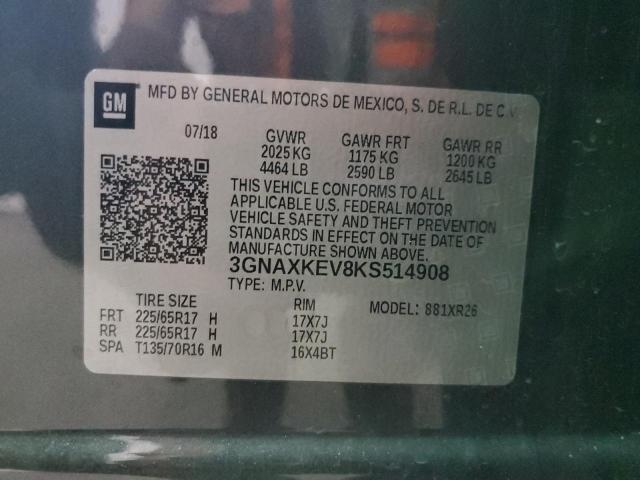 GM
MFD BY GENERAL MOTORS DE MEXICO, S. DE R.L. DE C.V.
07/18 GVWR GAWR FRT GAWR RR
2025 KG 1175 KG 1200 KG
4464 LB 2590 LB 2645 LB
THIS VEHICLE CONFORMS TO ALL
APPLICABLE U.S. FEDERAL MOTOR
VEHICLE SAFETY AND THEFT PREVENTION
STANDARDS IN EFFECT ON THE DATE OF
MANUFACTURE SHOWN ABOVE.
3GNAXKEV8KS514908
TYPE: M.P.V.
TIRE SIZE RIM MODEL: 881XR26
FRT 225/65R17 H 17X7J
RR 225/65R17 H 17X7J
SPA T135/70R16 M 16X4BT